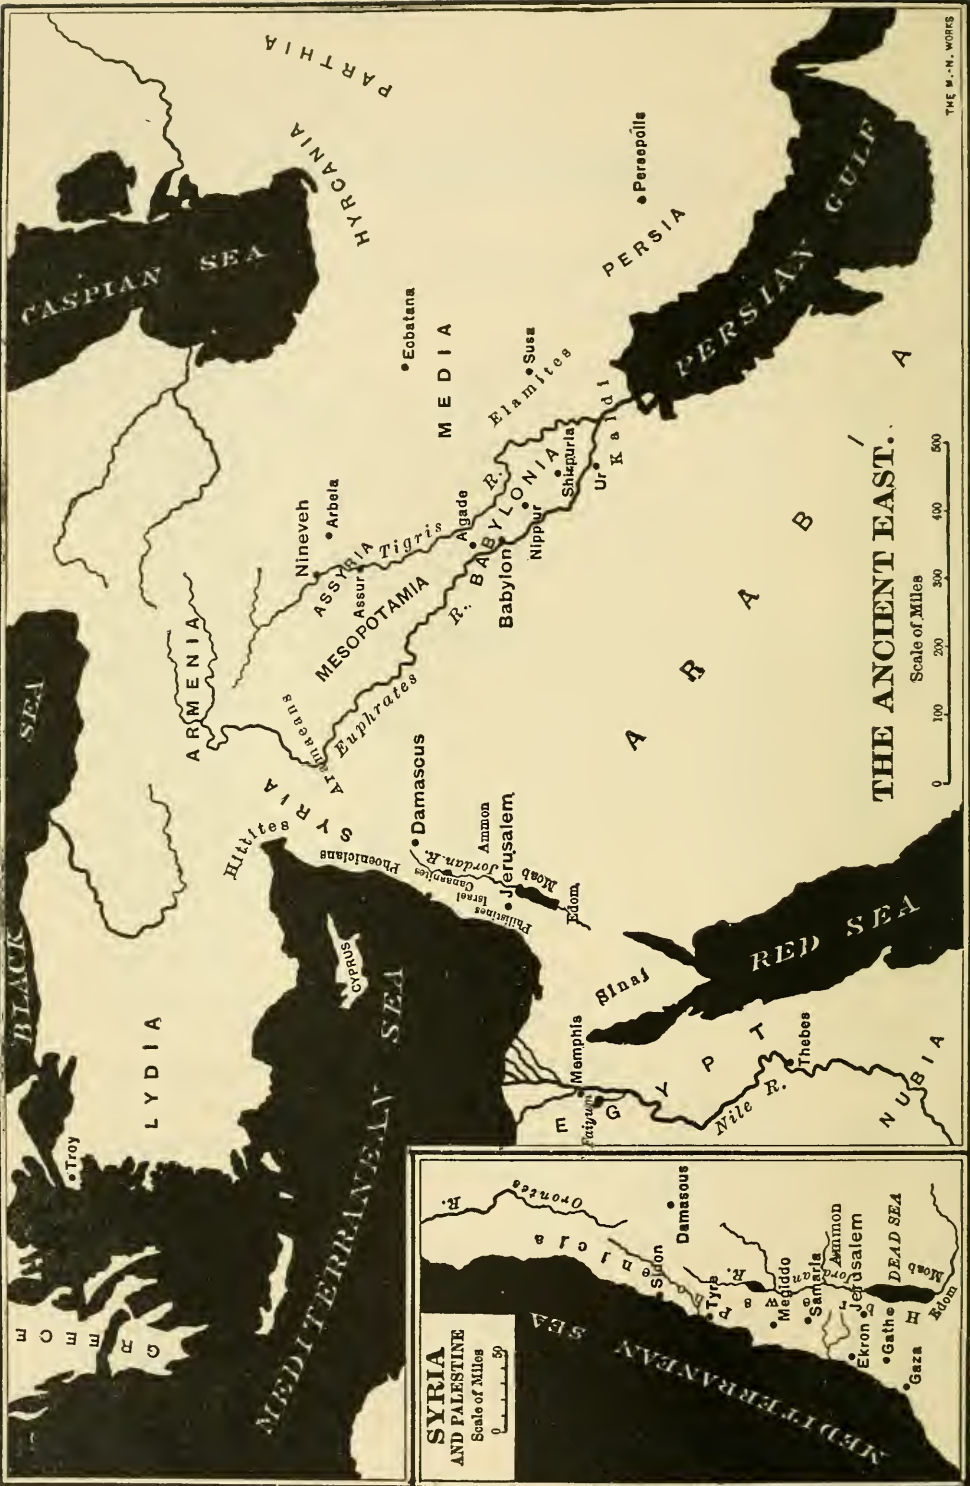 THE ANCIENT EAST.
Scale of Miles
0 100 200 300 400 500
GREECE
BLACK SEA
CASPIAN SEA
Troy
LYDIA
ARMENIA
HYRCANIA
PARTHIA
MEDITERRANEAN SEA
CYPRUS
Hittites
SYRIA
Aramaeans
Euphrates R.
MESOPOTAMIA
ASSYRIA
Nineveh
Arbela
Assur
Tigris R.
MEDIA
Ecbatana
Agade
BABYLONIA
Babylon
Nippur
Shirpurla
Ur
Kaldi
Elamites
Susa
PERSIA
Persepolis
PERSIAN GULF
Phoenicians
Damascus
Canaanites
Jordan R.
Israel
Ammon
Philistines
Jerusalem
Moab
Edom
Sinai
ARABIA
RED SEA
EGYPT
Memphis
Faiyum
Nile R.
Thebes
NUBIA
THE M.-N. WORKS
SYRIA
AND PALESTINE
Scale of Miles
0 50
MEDITERRANEAN SEA
Orontes R.
Phenicia
Sidon
Damascus
Tyre
Jordan R.
Hebrews
Megiddo
Samaria
Ammon
Jerusalem
Ekron
Gathe
DEAD SEA
Moab
Gaza
Edom